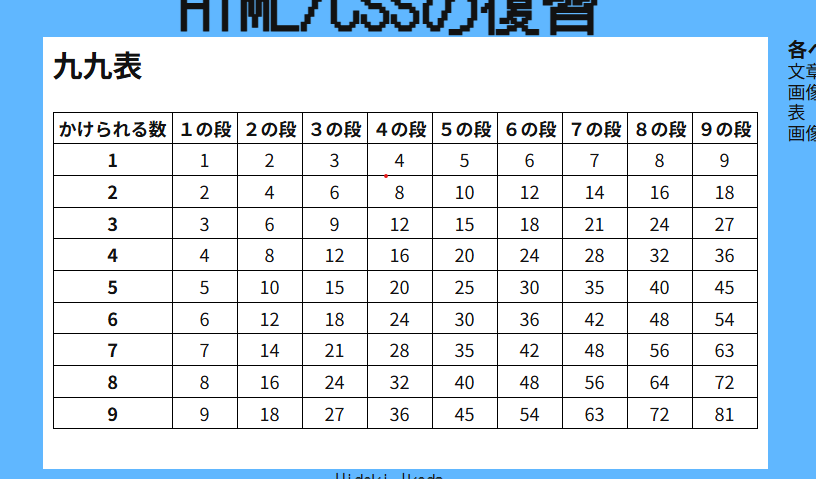 HTML/CSSの復習
九九表
かけられる数 １の段 ２の段 ３の段 ４の段 ５の段 ６の段 ７の段 ８の段 ９の段
1 1 2 3 4 5 6 7 8 9
2 2 4 6 8 10 12 14 16 18
3 3 6 9 12 15 18 21 24 27
4 4 8 12 16 20 24 28 32 36
5 5 10 15 20 25 30 35 40 45
6 6 12 18 24 30 36 42 48 54
7 7 14 21 28 35 42 48 56 63
8 8 16 24 32 40 48 56 64 72
9 9 18 27 36 45 54 63 72 81
各ペ
文章
画像
表
画像